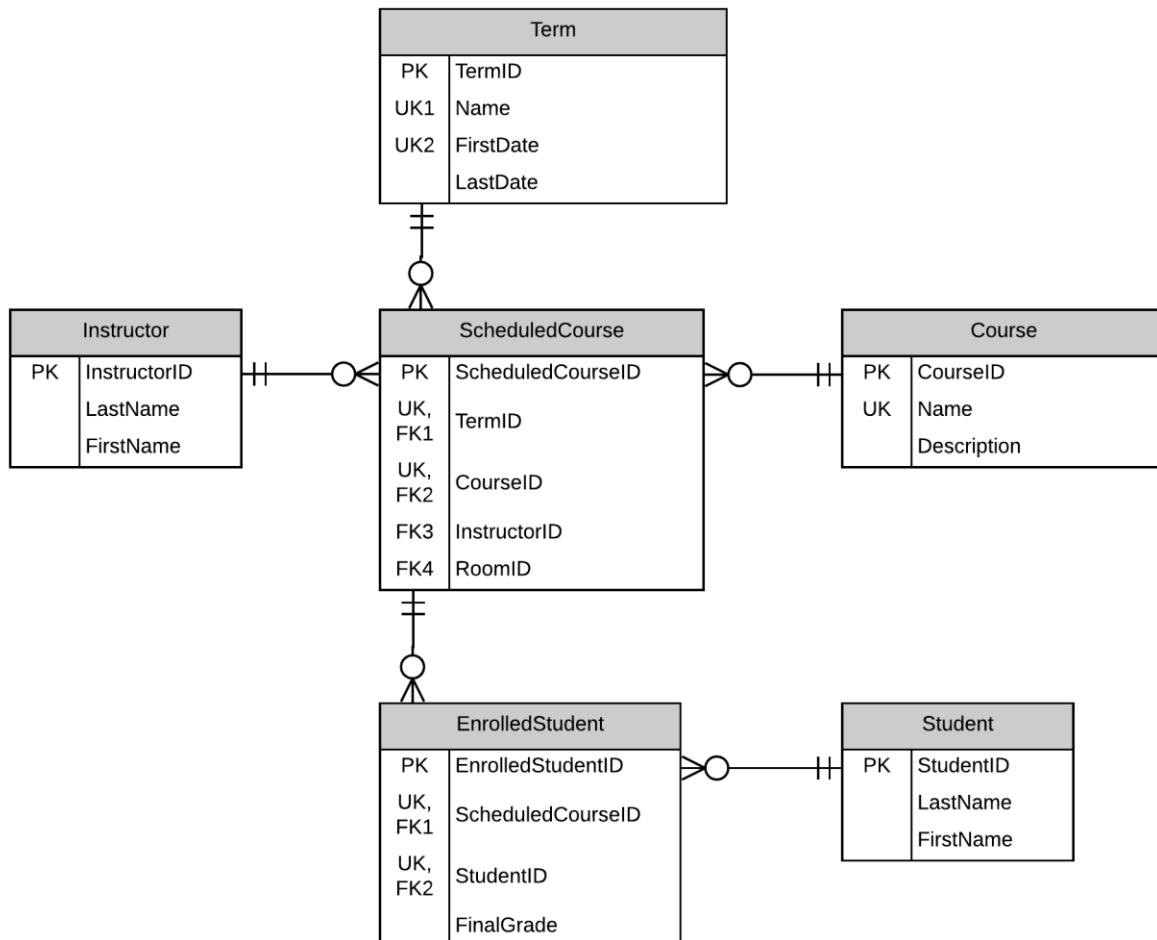 Term
PK TermID
UK1 Name
UK2 FirstDate
LastDate
Instructor
PK InstructorID
LastName
FirstName
ScheduledCourse
PK ScheduledCourseID
UK,
FK1 TermID
UK,
FK2 CourseID
FK3 InstructorID
FK4 RoomID
Course
PK CourseID
UK Name
Description
EnrolledStudent
PK EnrolledStudentID
UK,
FK1 ScheduledCourseID
UK,
FK2 StudentID
FinalGrade
Student
PK StudentID
LastName
FirstName